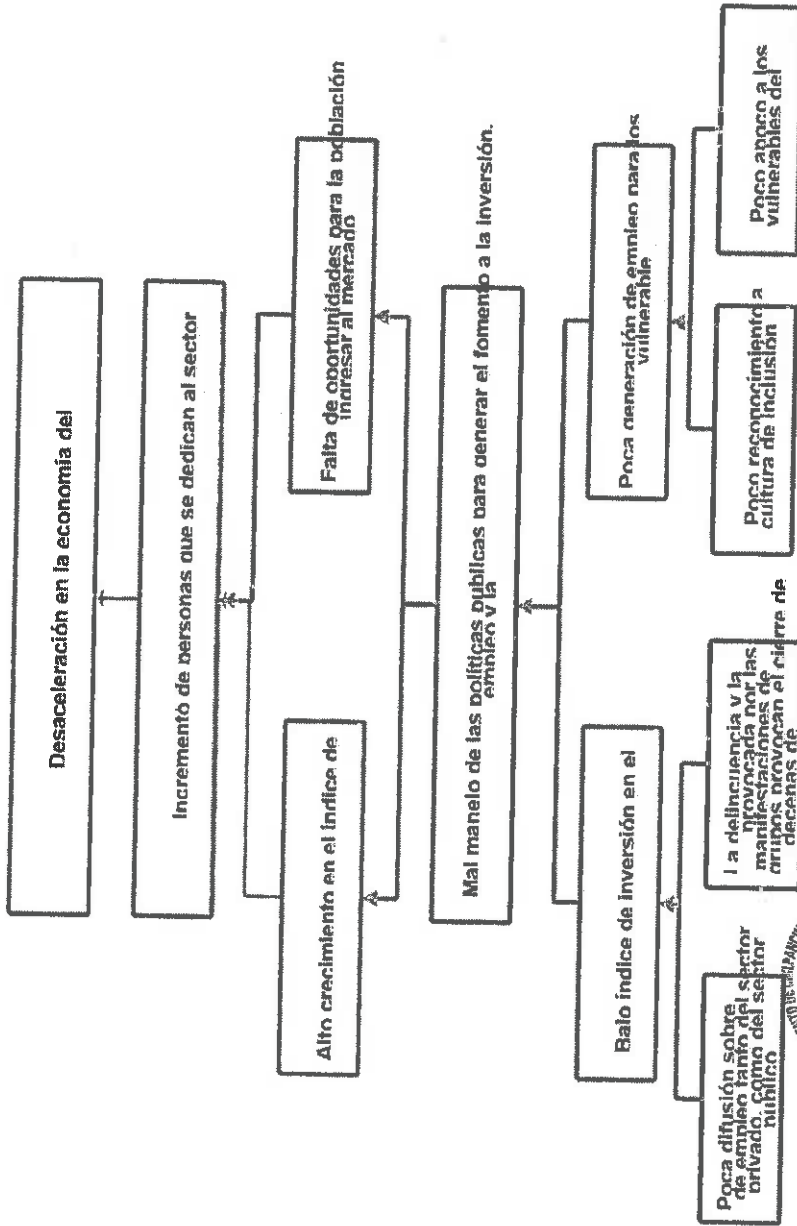 Desaceleración en la economía del
Incremento de personas que se dedican al sector
Alto crecimiento en el índice de
Falta de oportunidades para la población
ingresar al mercado
Mal manejo de las políticas publicas para generar el fomento a la inversión.
empleo y la
Bajo índice de inversión en el
Poca generación de empleo para los
vulnerable
Poca difusión sobre
de empleo tanto del sector
privado, como del sector
público
La delincuencia y la
provocada por las
manifestaciones de
grupos provocan el cierre de
decenas de
Poco reconocimiento a
cultura de inclusión
Poco apoyo a los
vulnerables del